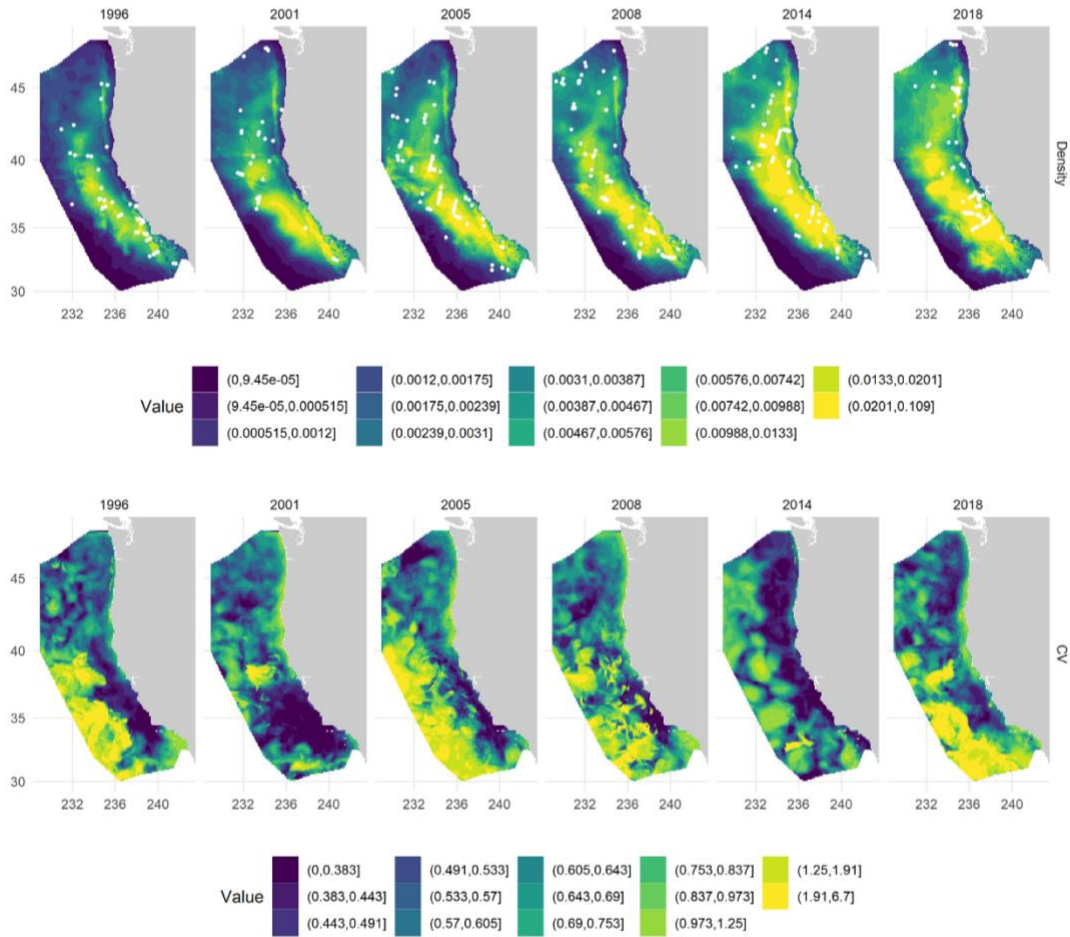 1996 2001 2005 2008 2014 2018
45
40
35
30
Density
232 236 240 232 236 240 232 236 240 232 236 240 232 236 240 232 236 240
Value
(0,9.45e-05] (0.0012,0.00175] (0.0031,0.00387] (0.00576,0.00742] (0.0133,0.0201]
(9.45e-05,0.000515] (0.00175,0.00239] (0.00387,0.00467] (0.00742,0.00988] (0.0201,0.109]
(0.000515,0.0012] (0.00239,0.0031] (0.00467,0.00576] (0.00988,0.0133]
1996 2001 2005 2008 2014 2018
45
40
35
30
CV
232 236 240 232 236 240 232 236 240 232 236 240 232 236 240 232 236 240
Value
(0,0.383] (0.491,0.533] (0.605,0.643] (0.753,0.837] (1.25,1.91]
(0.383,0.443] (0.533,0.57] (0.643,0.69] (0.837,0.973] (1.91,6.7]
(0.443,0.491] (0.57,0.605] (0.69,0.753] (0.973,1.25]